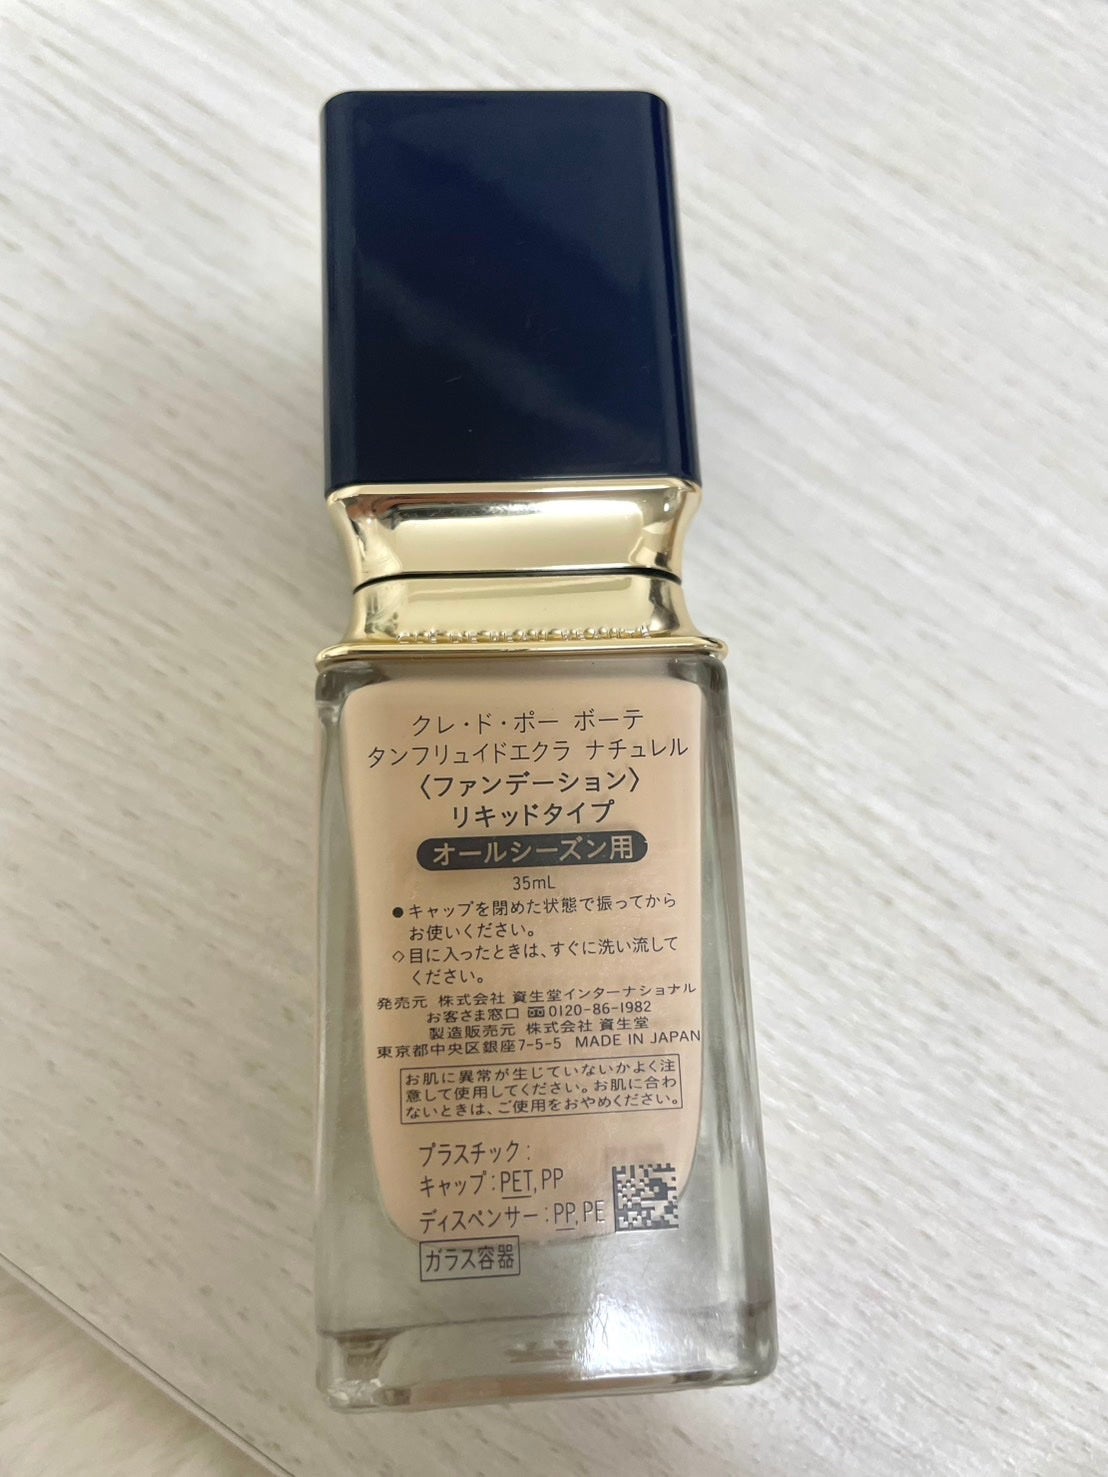 クレ・ド・ポー ボーテ
タンフリュイドエクラ ナチュレル
〈ファンデーション〉
リキッドタイプ
オールシーズン用
35mL
●キャップを閉めた状態で振ってから
お使いください。
◇目に入ったときは、すぐに洗い流して
ください。
発売元 株式会社 資生堂インターナショナル
お客さま窓口 0120-86-1982
製造販売元 株式会社 資生堂
東京都中央区銀座7-5-5 MADE IN JAPAN
お肌に異常が生じていないかよく注
意して使用してください。お肌に合わ
ないときは、ご使用をおやめください。
プラスチック:
キャップ:PET,PP
ディスペンサー:PP,PE
ガラス容器